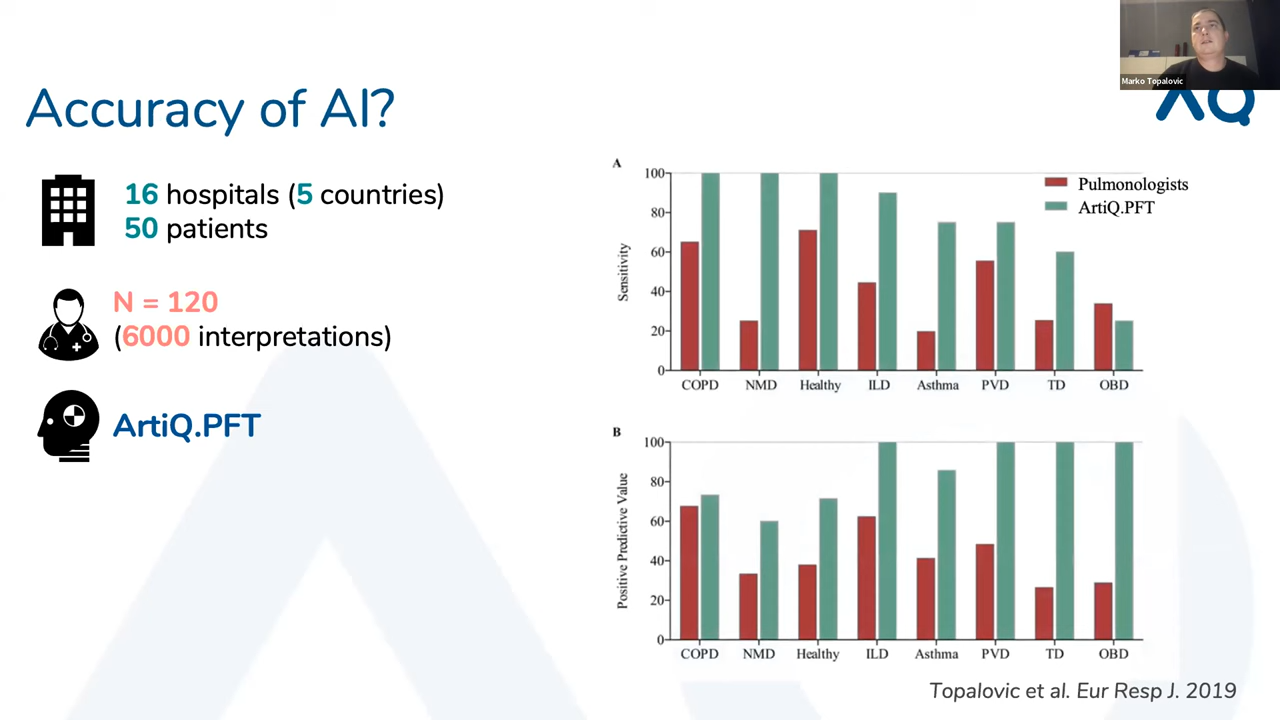 Marko Topalovic
AQ
Accuracy of AI?
16 hospitals (5 countries)
50 patients
N = 120
(6000 interpretations)
ArtiQ.PFT
A
Sensitivity
100
80
60
40
20
0
COPD NMD Healthy ILD Asthma PVD TD OBD
Pulmonologists
ArtiQ.PFT
B
Positive Predictive Value
100
80
60
40
20
0
COPD NMD Healthy ILD Asthma PVD TD OBD
Topalovic et al. Eur Resp J. 2019